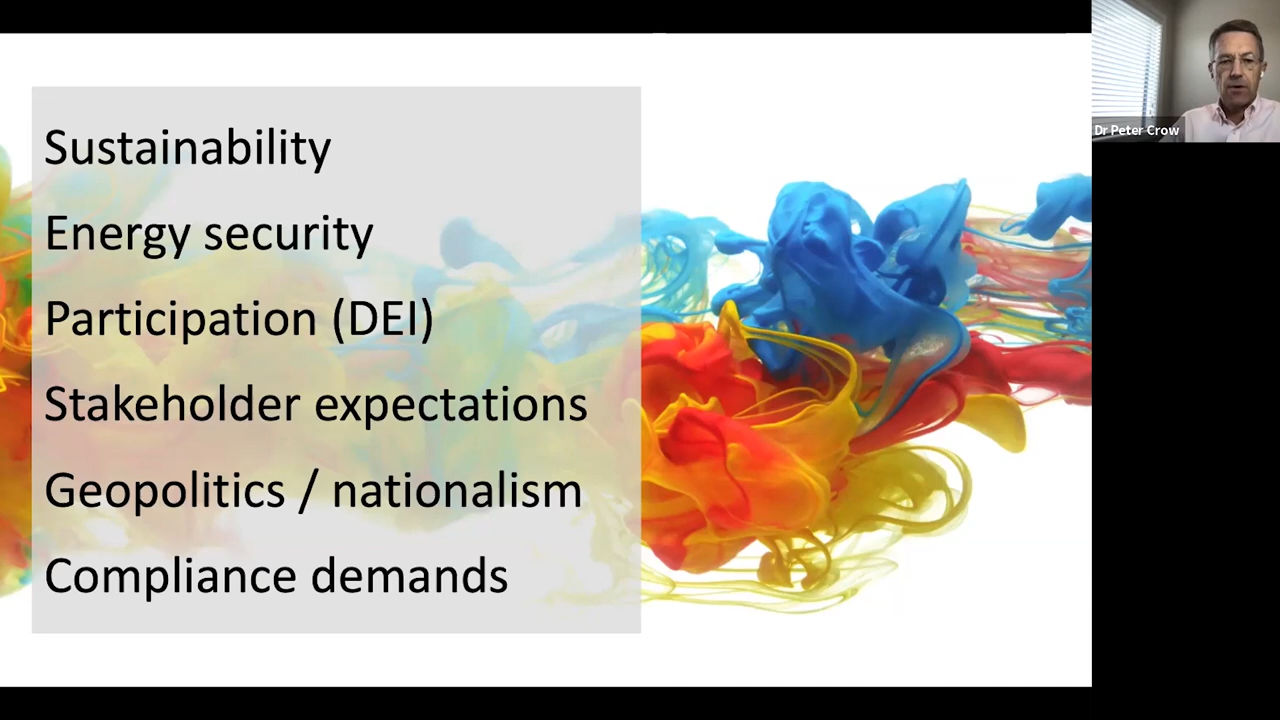 Sustainability
Energy security
Participation (DEI)
Stakeholder expectations
Geopolitics / nationalism
Compliance demands
Dr Peter Crow